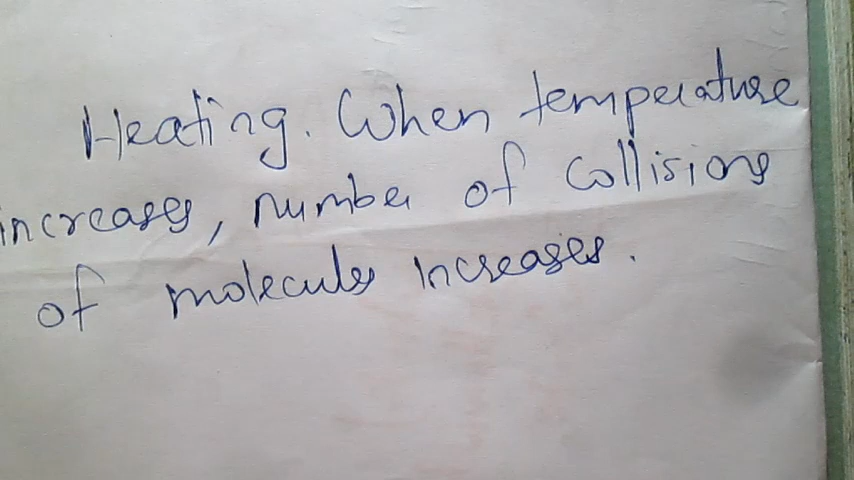 Heating. When temperature
increases, number of collisions
of molecules increases.